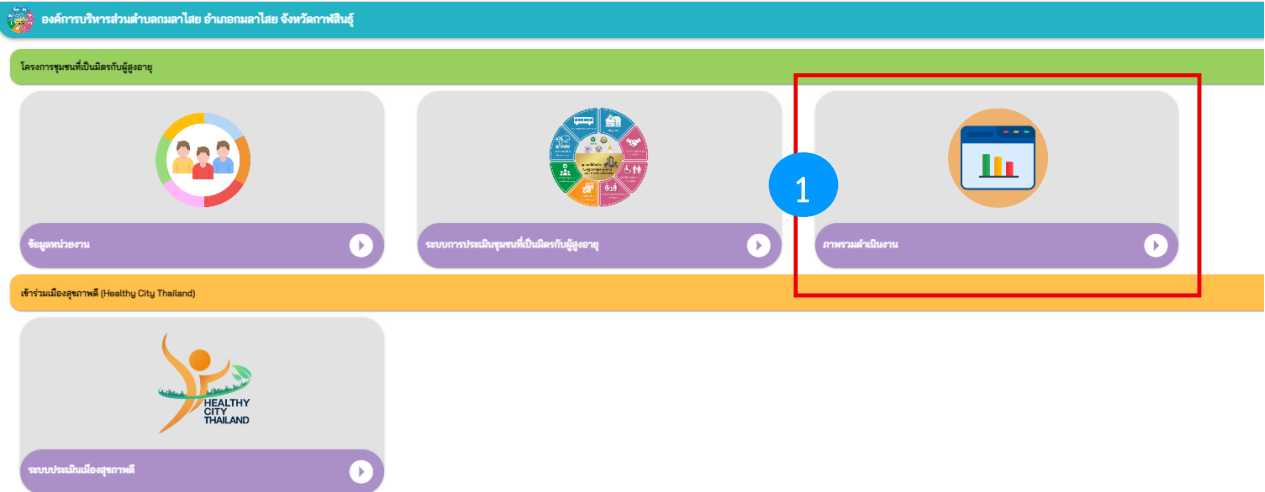 องค์การบริหารส่วนตำบลกมลาไสย อำเภอกมลาไสย จังหวัดกาฬสินธุ์
โครงการชุมชนที่เป็นมิตรกับผู้สูงอายุ
1
ข้อมูลหน่วยงาน
ระบบการประเมินชุมชนที่เป็นมิตรกับผู้สูงอายุ
ภาพรวมดำเนินงาน
เข้าร่วมเมืองสุขภาพดี (Healthy City Thailand)
HEALTHY
CITY
THAILAND
ระบบประเมินเมืองสุขภาพดี